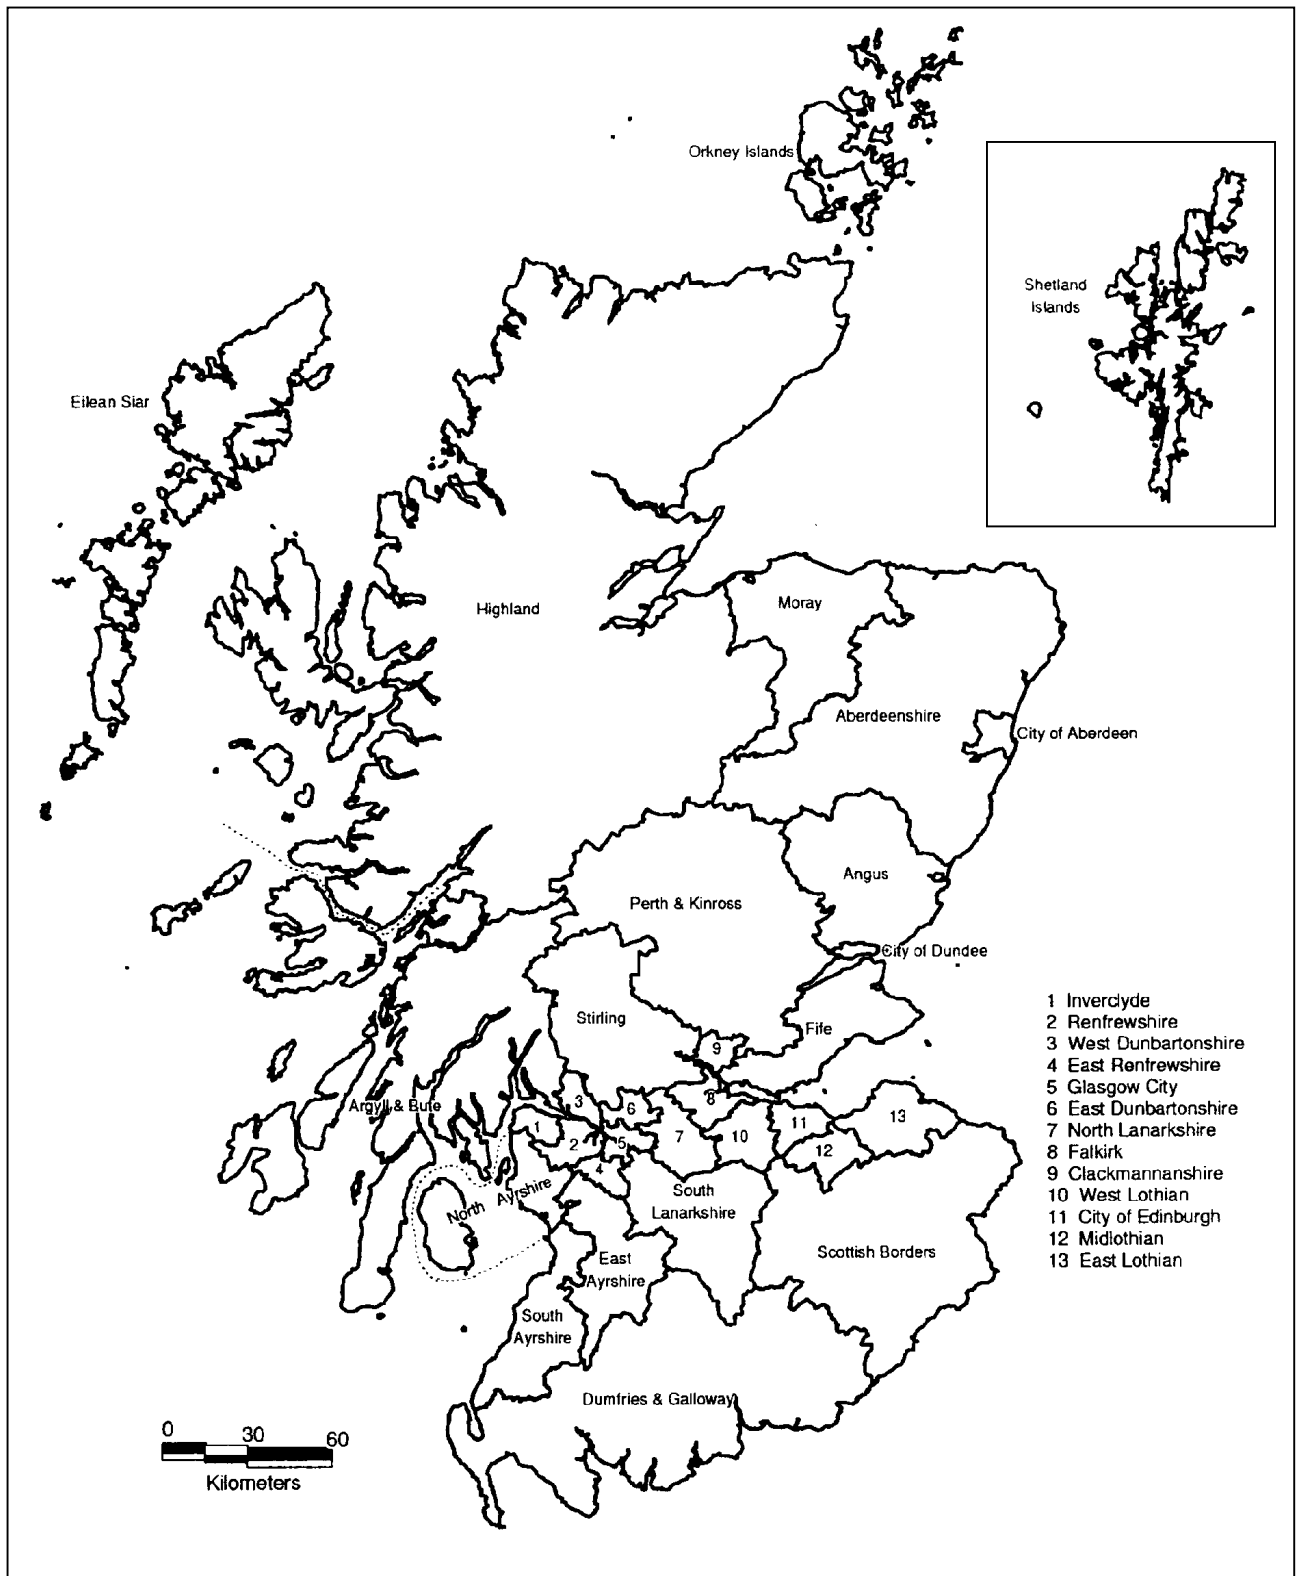 Orkney Islands
Shetland
Islands
Eilean Siar
Highland
Moray
Aberdeenshire
City of Aberdeen
Angus
Perth & Kinross
City of Dundee
Stirling
Fife
9
Argyll & Bute
3
6
8
13
1
2
5
7
10
11
12
4
North Ayrshire
South
Lanarkshire
Scottish Borders
East
Ayrshire
South
Ayrshire
Dumfries & Galloway
1 Inverclyde
2 Renfrewshire
3 West Dunbartonshire
4 East Renfrewshire
5 Glasgow City
6 East Dunbartonshire
7 North Lanarkshire
8 Falkirk
9 Clackmannanshire
10 West Lothian
11 City of Edinburgh
12 Midlothian
13 East Lothian
0 30 60
Kilometers